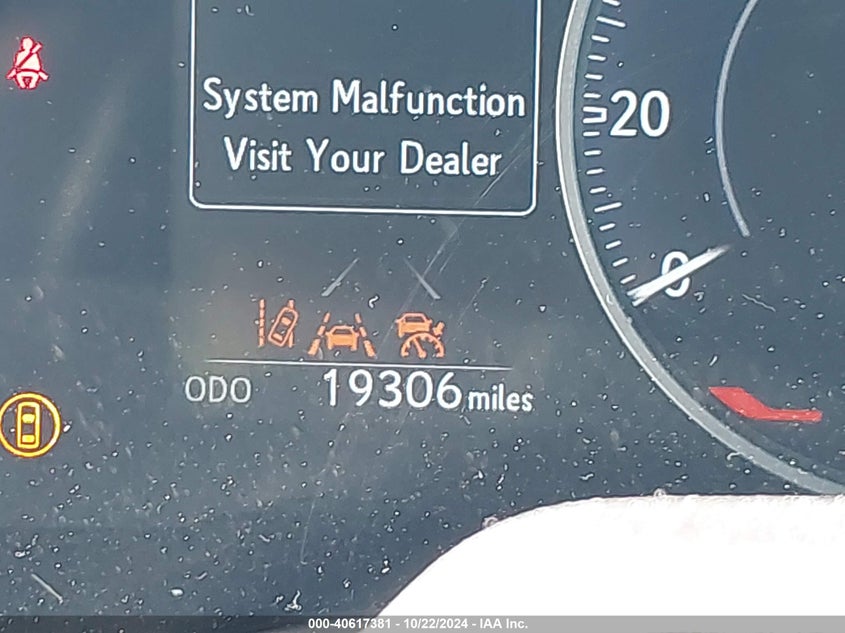 System Malfunction
Visit Your Dealer
20
0
ODO 19306 miles
000-40617381 - 10/22/2024 - IAA Inc.